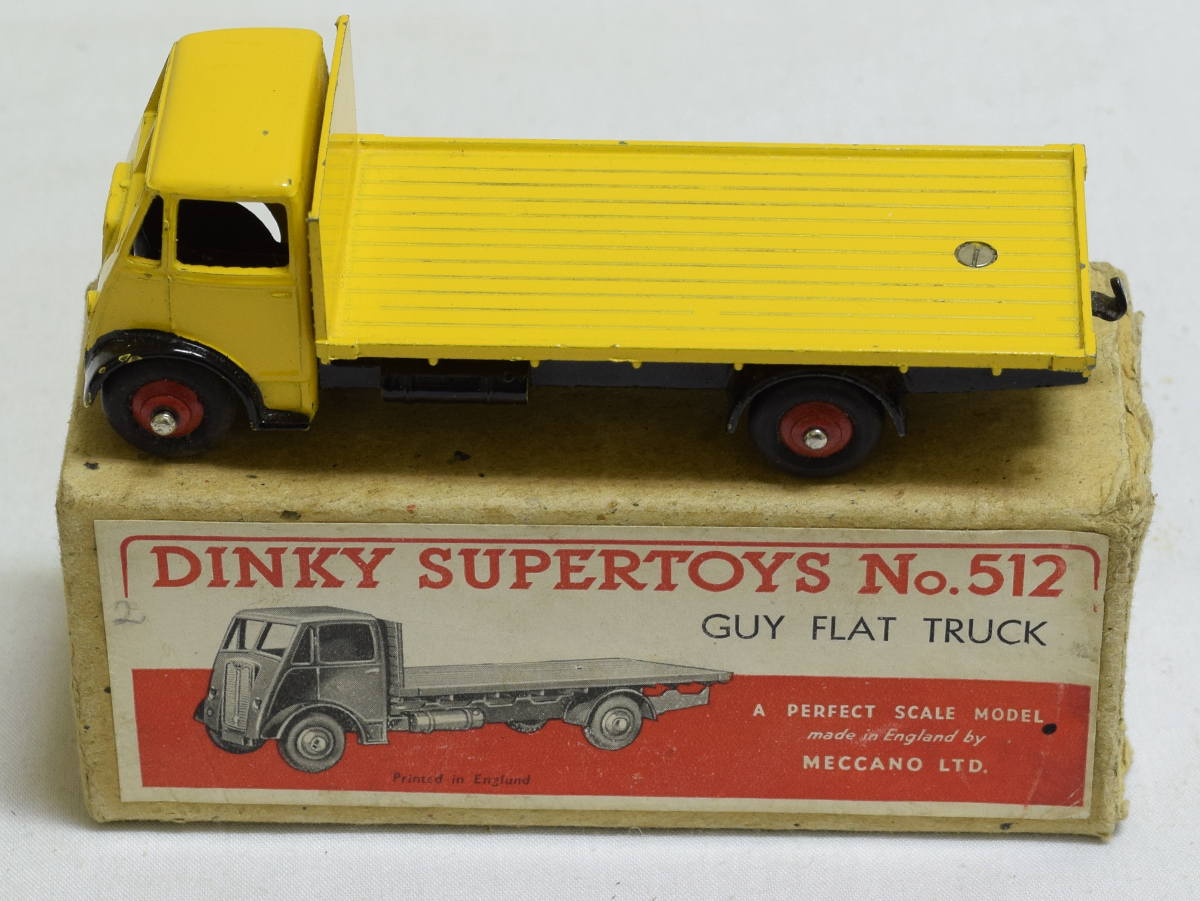 DINKY SUPERTOYS No.512
2
GUY FLAT TRUCK
A PERFECT SCALE MODEL
made in England by
MECCANO LTD.
Printed in England